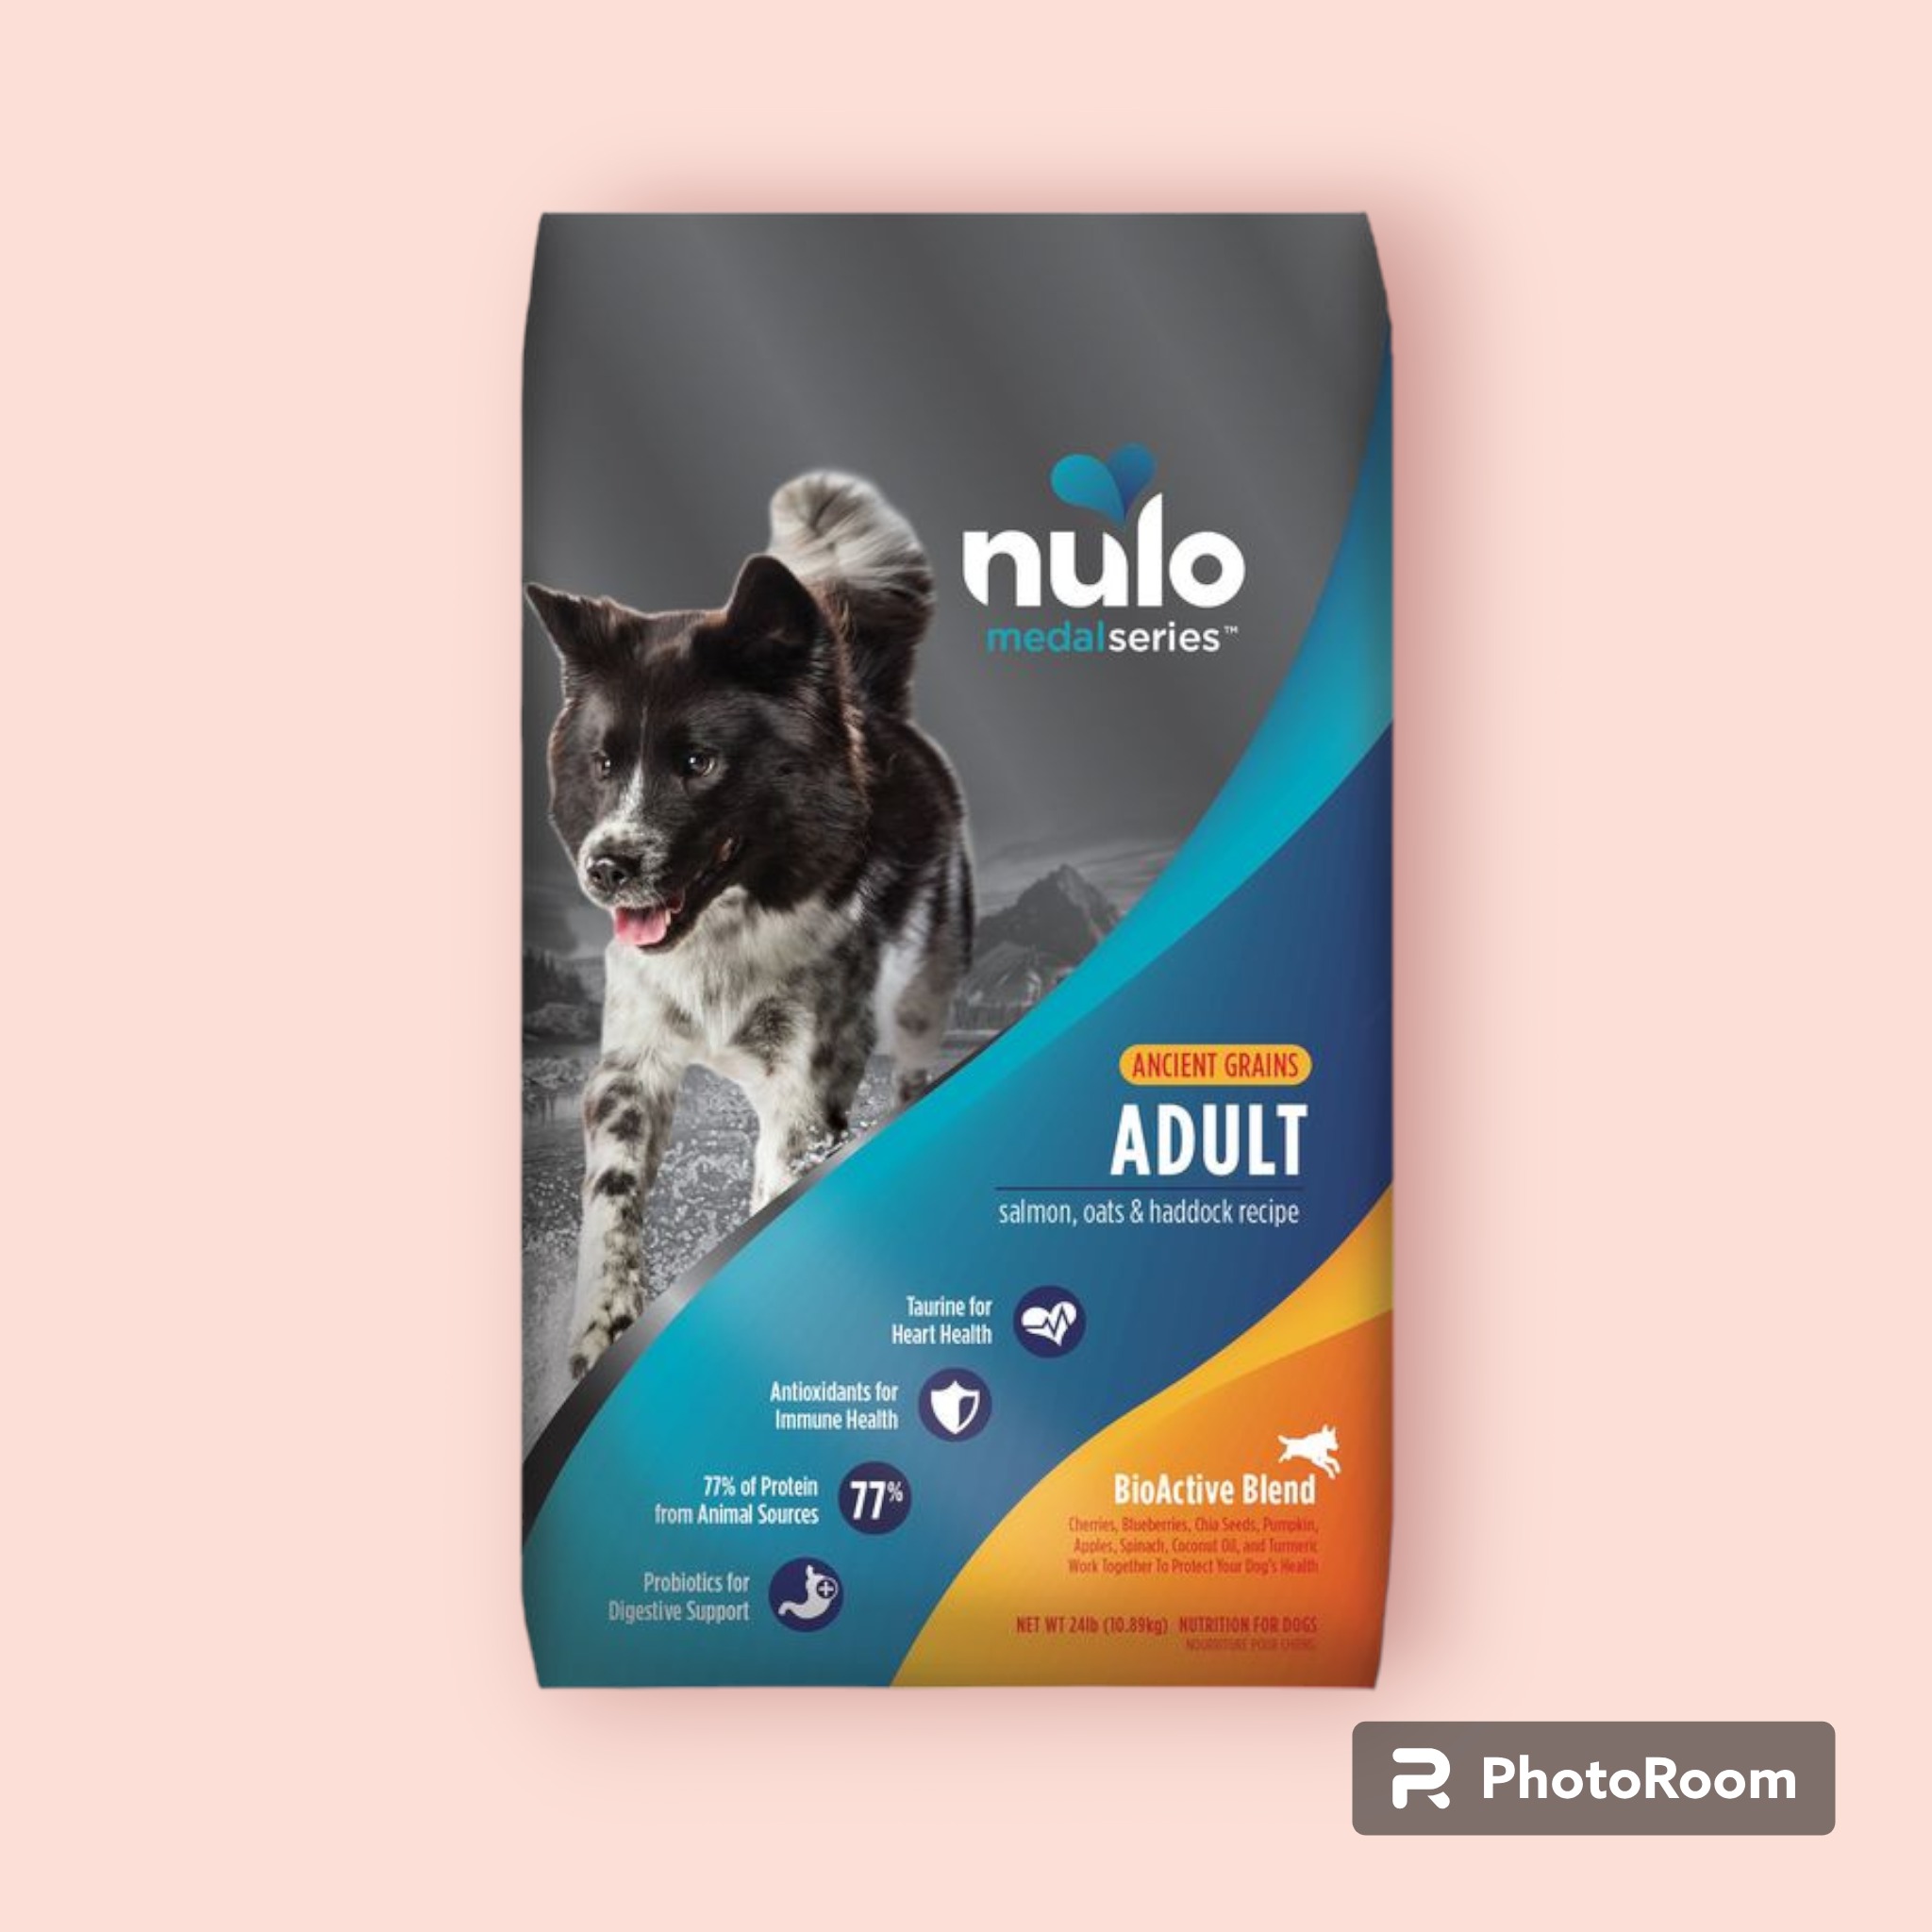 nulo
medalseries™
ANCIENT GRAINS
ADULT
salmon, oats & haddock recipe
Taurine for
Heart Health
Antioxidants for
Immune Health
77% of Protein
from Animal Sources
77%
Probiotics for
Digestive Support
BioActive Blend
Cherries, Blueberries, Chia Seeds, Pumpkin,
Apples, Spinach, Coconut Oil, and Turmeric
Work Together To Protect Your Dog's Health
NET WT 24lb (10.89kg) NUTRITION FOR DOGS
NOURRITURE POUR CHIENS
PhotoRoom